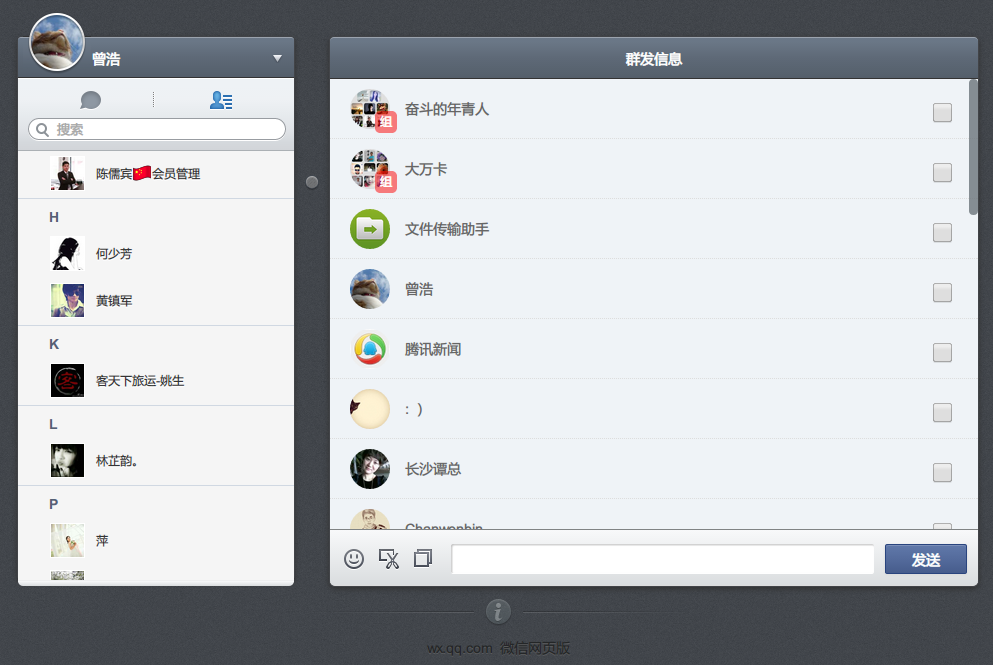 曾浩
搜索
陈儒宾🇨🇳会员管理
H
何少芳
黄镇军
K
客天下旅运-姚生
L
林芷韵。
P
萍
群发信息
奋斗的年青人
组
大万卡
组
文件传输助手
曾浩
腾讯新闻
：）
长沙谭总
Chenwenbin
发送
wx.qq.com 微信网页版